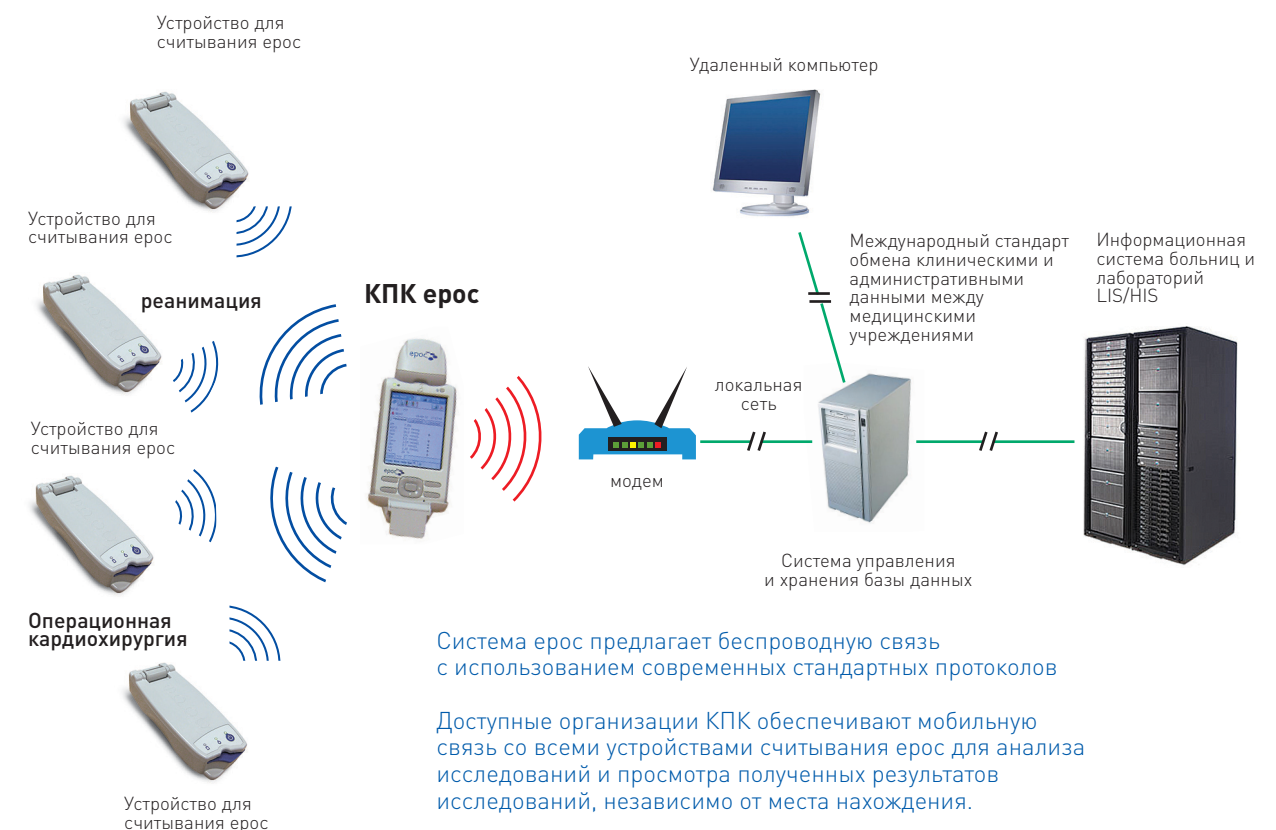 Устройство для
считывания epoc
Удаленный компьютер
Устройство для
считывания epoc
реанимация
КПК epoc
Международный стандарт
обмена клиническими и
административными
данными между
медицинскими
учреждениями
Информационная
система больниц и
лабораторий
LIS/HIS
epoc
локальная
сеть
Устройство для
считывания epoc
epoc
модем
Система управления
и хранения базы данных
Операционная
кардиохирургия
Система epoc предлагает беспроводную связь
с использованием современных стандартных протоколов
Доступные организации КПК обеспечивают мобильную
связь со всеми устройствами считывания epoc для анализа
исследований и просмотра полученных результатов
исследований, независимо от места нахождения.
Устройство для
считывания epoc